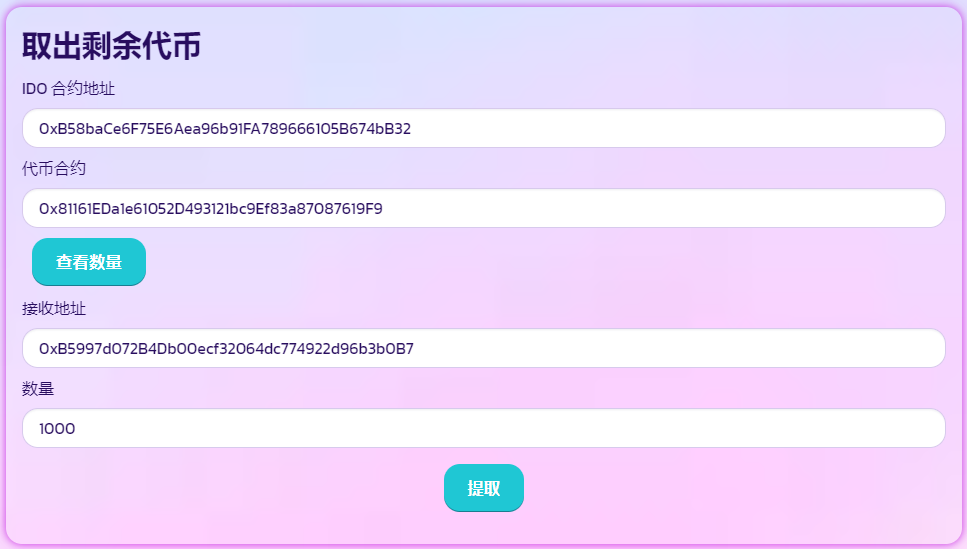 取出剩余代币
IDO 合约地址
0xB58baCe6F75E6Aea96b91FA789666105B674bB32
代币合约
0x81161EDa1e61052D493121bc9Ef83a87087619F9
查看数量
接收地址
0xB5997d072B4Db00ecf32064dc774922d96b3b0B7
数量
1000
提取